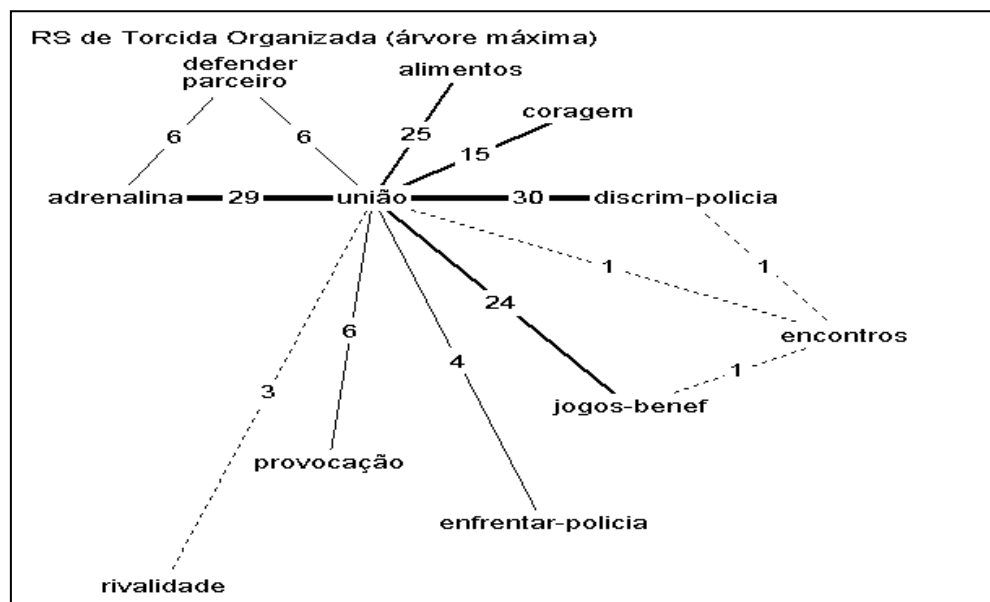 RS de Torcida Organizada (árvore máxima)
defender
parceiro
alimentos
coragem
25
6
6
15
adrenalina
29
união
30
discrim-policia
1
1
24
encontros
6
4
1
3
jogos-benef
provocação
enfrentar-policia
rivalidade